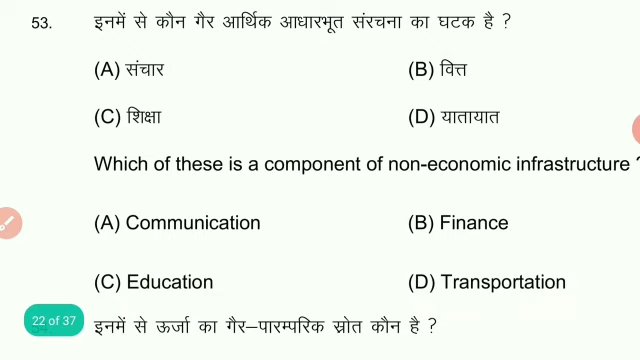 53. इनमें से कौन गैर आर्थिक आधारभूत संरचना का घटक है ?
(A) संचार (B) वित्त
(C) शिक्षा (D) यातायात
Which of these is a component of non-economic infrastructure ?
(A) Communication (B) Finance
(C) Education (D) Transportation
22 of 37
इनमें से ऊर्जा का गैर–पारम्परिक स्रोत कौन है ?